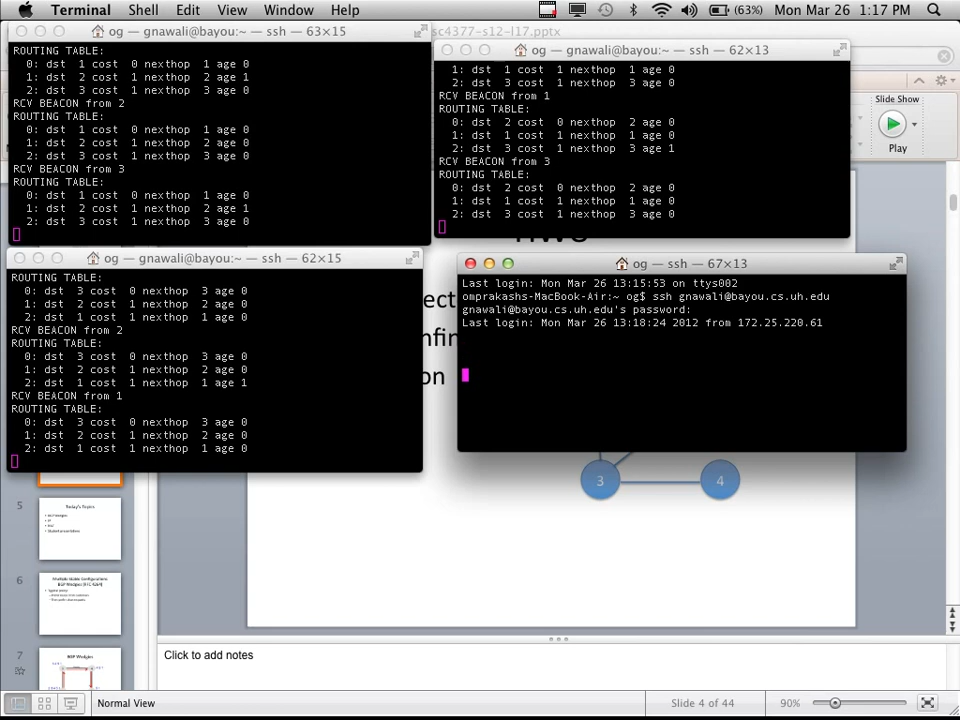 Terminal Shell Edit View Window Help
(63%) Mon Mar 26 1:17 PM
og — gnawali@bayou:~ — ssh — 63×15
ROUTING TABLE:
0: dst 1 cost 0 nexthop 1 age 0
1: dst 2 cost 1 nexthop 2 age 1
2: dst 3 cost 1 nexthop 3 age 0
RCV BEACON from 2
ROUTING TABLE:
0: dst 1 cost 0 nexthop 1 age 0
1: dst 2 cost 1 nexthop 2 age 0
2: dst 3 cost 1 nexthop 3 age 0
RCV BEACON from 3
ROUTING TABLE:
0: dst 1 cost 0 nexthop 1 age 0
1: dst 2 cost 1 nexthop 2 age 1
2: dst 3 cost 1 nexthop 3 age 0
sc4377-s12-l17.pptx
og — gnawali@bayou:~ — ssh — 62×13
1: dst 1 cost 1 nexthop 1 age 0
2: dst 3 cost 1 nexthop 3 age 0
RCV BEACON from 1
ROUTING TABLE:
0: dst 2 cost 0 nexthop 2 age 0
1: dst 1 cost 1 nexthop 1 age 0
2: dst 3 cost 1 nexthop 3 age 1
RCV BEACON from 3
ROUTING TABLE:
0: dst 2 cost 0 nexthop 2 age 0
1: dst 1 cost 1 nexthop 1 age 0
2: dst 3 cost 1 nexthop 3 age 0
Slide Show
Play
og — gnawali@bayou:~ — ssh — 62×15
ROUTING TABLE:
0: dst 3 cost 0 nexthop 3 age 0
1: dst 2 cost 1 nexthop 2 age 0
2: dst 1 cost 1 nexthop 1 age 0
RCV BEACON from 2
ROUTING TABLE:
0: dst 3 cost 0 nexthop 3 age 0
1: dst 2 cost 1 nexthop 2 age 0
2: dst 1 cost 1 nexthop 1 age 1
RCV BEACON from 1
ROUTING TABLE:
0: dst 3 cost 0 nexthop 3 age 0
1: dst 2 cost 1 nexthop 2 age 0
2: dst 1 cost 1 nexthop 1 age 0
og — ssh — 67×13
Last login: Mon Mar 26 13:15:53 on ttys002
omprakashs-MacBook-Air:~ og$ ssh gnawali@bayou.cs.uh.edu
gnawali@bayou.cs.uh.edu's password:
Last login: Mon Mar 26 13:18:24 2012 from 172.25.220.61
ect
nfin
on
3
4
5
Today's Topics
6
7
BGP Wedgies
Click to add notes
Normal View
Slide 4 of 44
90%